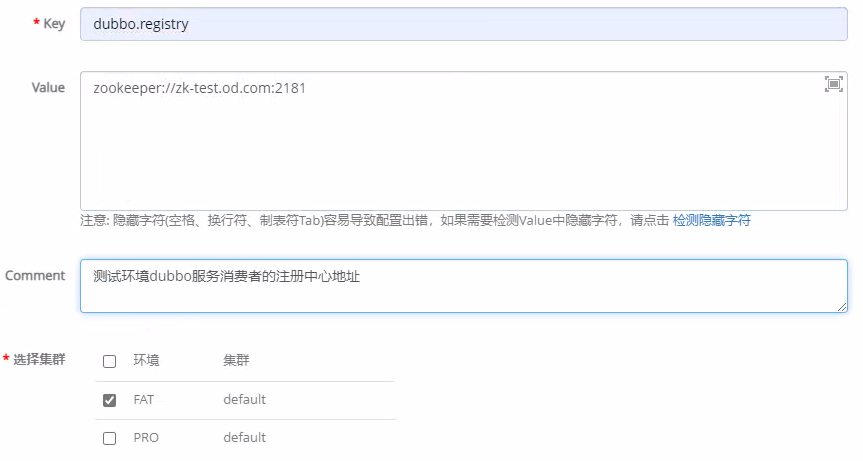 * Key dubbo.registry
Value zookeeper://zk-test.od.com:2181
注意: 隐藏字符(空格、换行符、制表符Tab)容易导致配置出错，如果需要检测Value中隐藏字符，请点击 检测隐藏字符
Comment 测试环境dubbo服务消费者的注册中心地址
* 选择集群 环境 集群
FAT default
PRO default